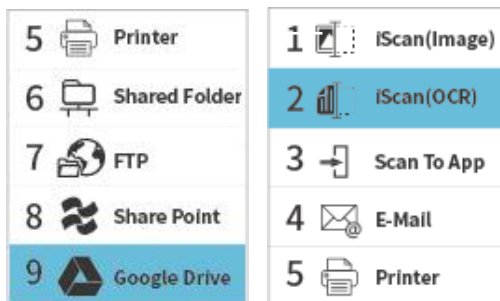 5 Printer
6 Shared Folder
7 FTP
8 Share Point
9 Google Drive
1 iScan(Image)
2 iScan(OCR)
3 Scan To App
4 E-Mail
5 Printer